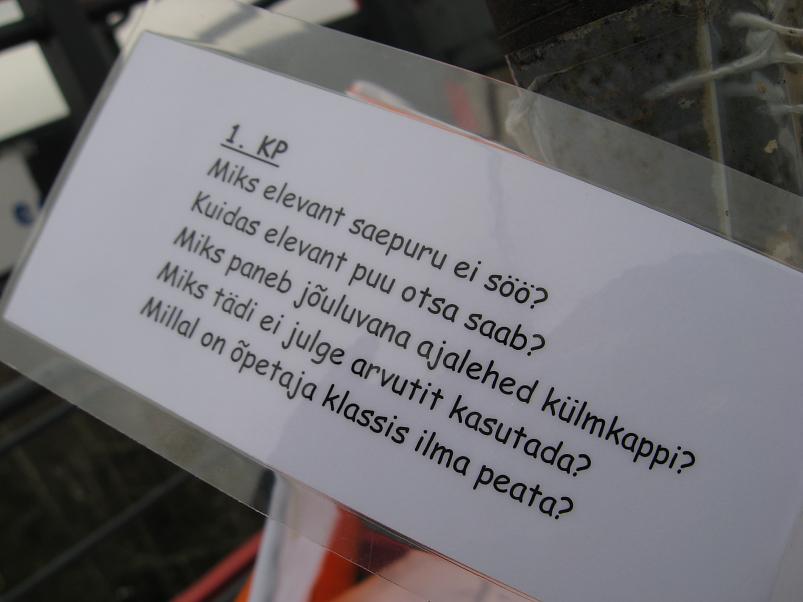 1. KP
Miks elevant saepuru ei söö?
Kuidas elevant puu otsa saab?
Miks paneb jõuluvana ajalehed külmkappi?
Miks tädi ei julge arvutit kasutada?
Millal on õpetaja klassis ilma peata?